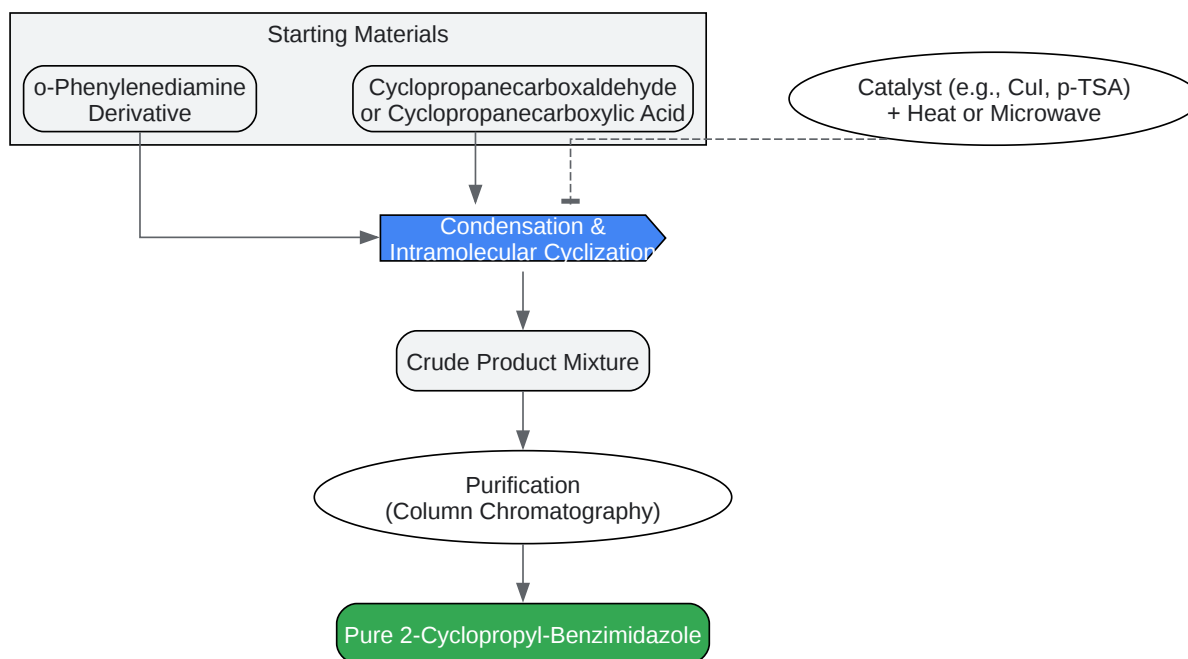 Starting Materials
o-Phenylenediamine
Derivative
Cyclopropanecarboxaldehyde
or Cyclopropanecarboxylic Acid
Catalyst (e.g., CuI, p-TSA)
+ Heat or Microwave
Condensation &
Intramolecular Cyclization
Crude Product Mixture
Purification
(Column Chromatography)
Pure 2-Cyclopropyl-Benzimidazole